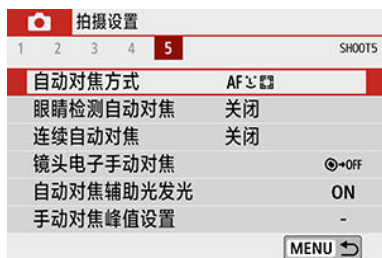 拍摄设置
1 2 3 4 5 SHOOT5
自动对焦方式 AF
眼睛检测自动对焦 关闭
连续自动对焦 关闭
镜头电子手动对焦 →OFF
自动对焦辅助光发光 ON
手动对焦峰值设置 -
MENU